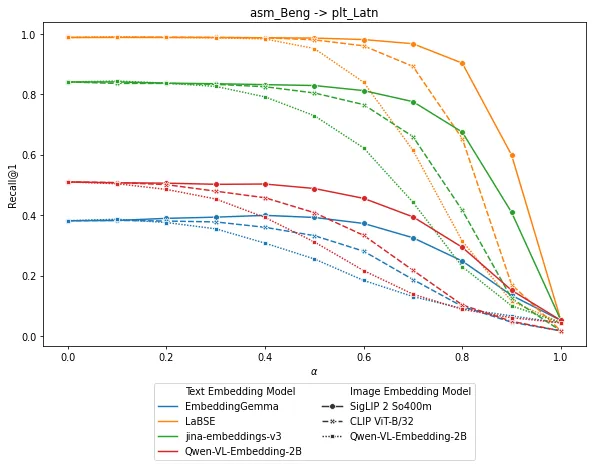 asm_Beng -> plt_Latn
Recall@1
1.0
0.8
0.6
0.4
0.2
0.0
0.0 0.2 0.4 0.6 0.8 1.0
α
Text Embedding Model
EmbeddingGemma
LaBSE
jina-embeddings-v3
Qwen-VL-Embedding-2B
Image Embedding Model
SigLIP 2 So400m
CLIP ViT-B/32
Qwen-VL-Embedding-2B